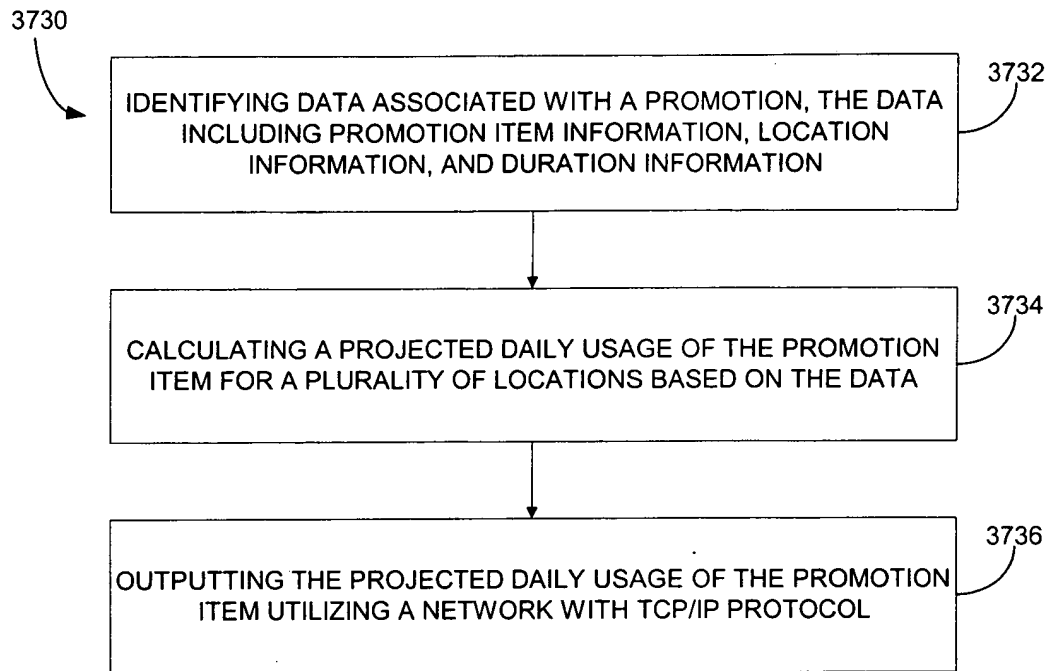 3730
3732
IDENTIFYING DATA ASSOCIATED WITH A PROMOTION, THE DATA
INCLUDING PROMOTION ITEM INFORMATION, LOCATION
INFORMATION, AND DURATION INFORMATION
3734
CALCULATING A PROJECTED DAILY USAGE OF THE PROMOTION
ITEM FOR A PLURALITY OF LOCATIONS BASED ON THE DATA
3736
OUTPUTTING THE PROJECTED DAILY USAGE OF THE PROMOTION
ITEM UTILIZING A NETWORK WITH TCP/IP PROTOCOL